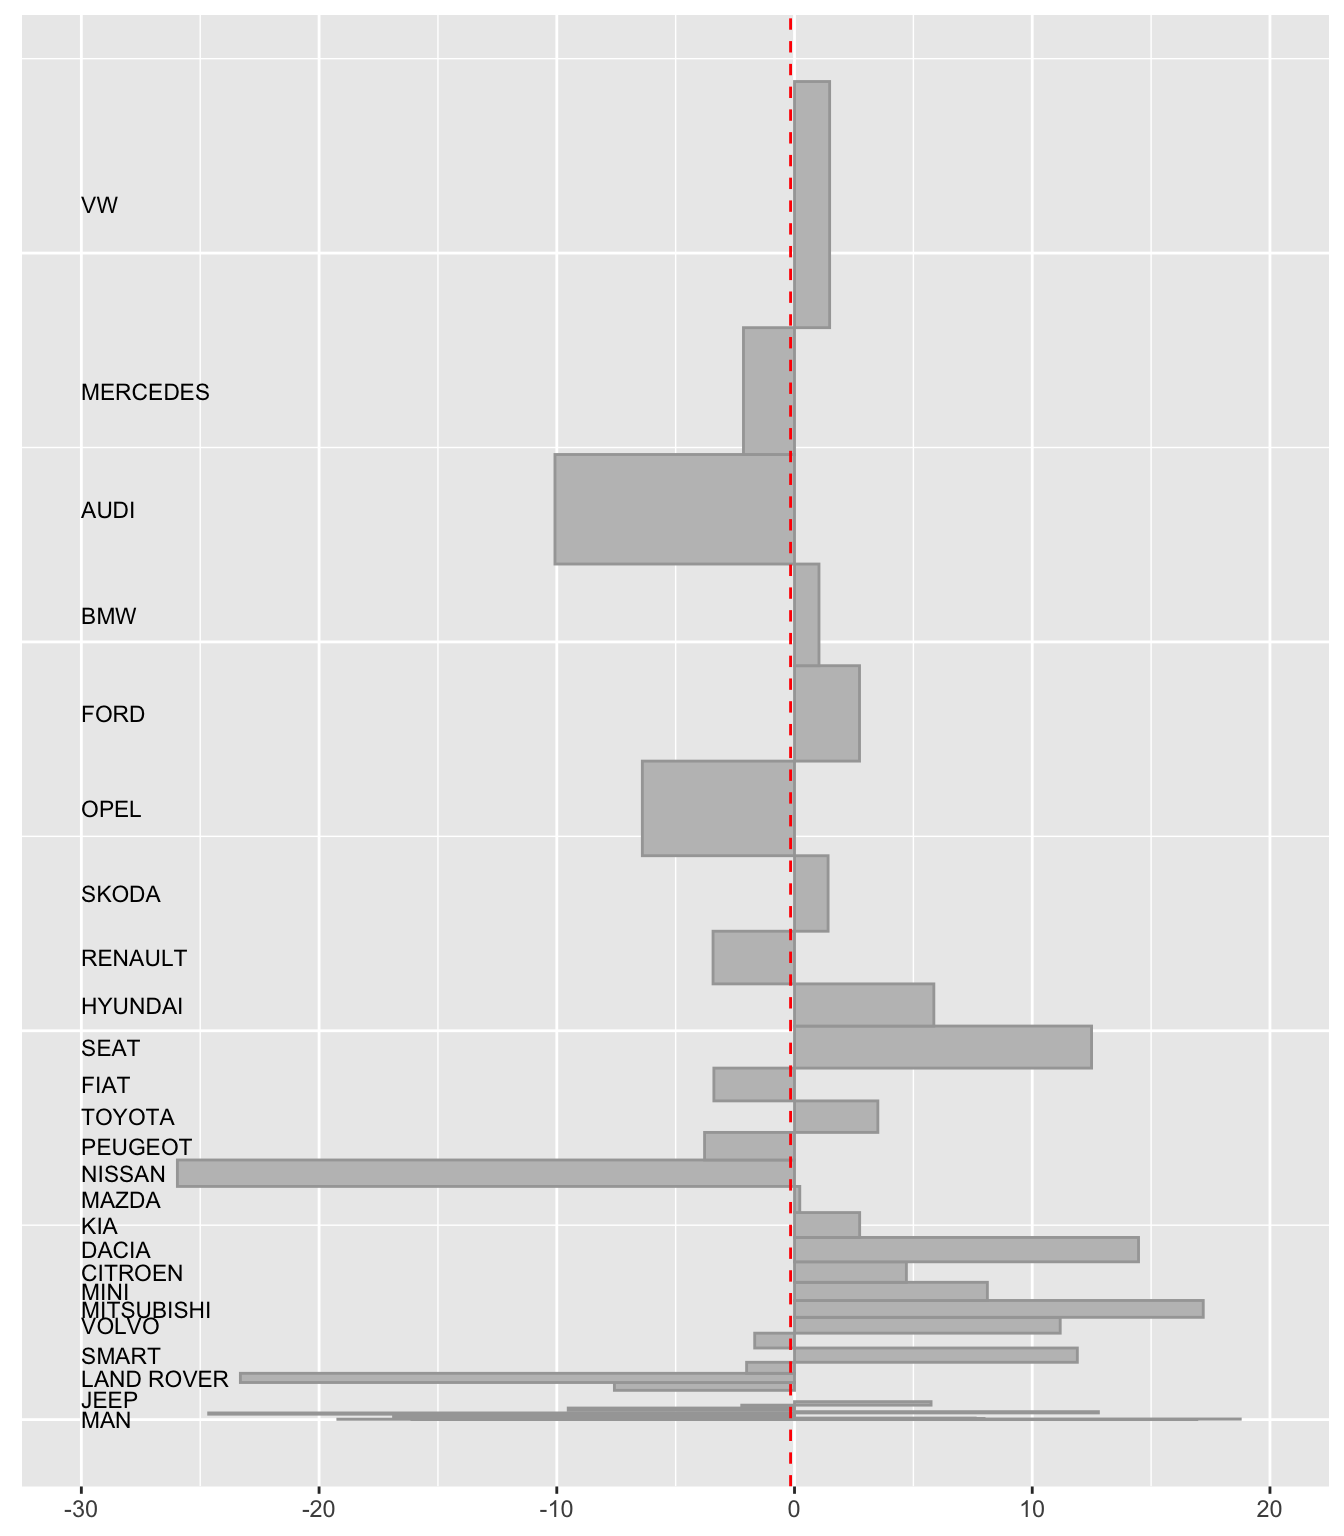 VW
MERCEDES
AUDI
BMW
FORD
OPEL
SKODA
RENAULT
HYUNDAI
SEAT
FIAT
TOYOTA
PEUGEOT
NISSAN
MAZDA
KIA
DACIA
CITROEN
MINI
MITSUBISHI
VOLVO
SMART
LAND ROVER
JEEP
MAN
-30 -20 -10 0 10 20